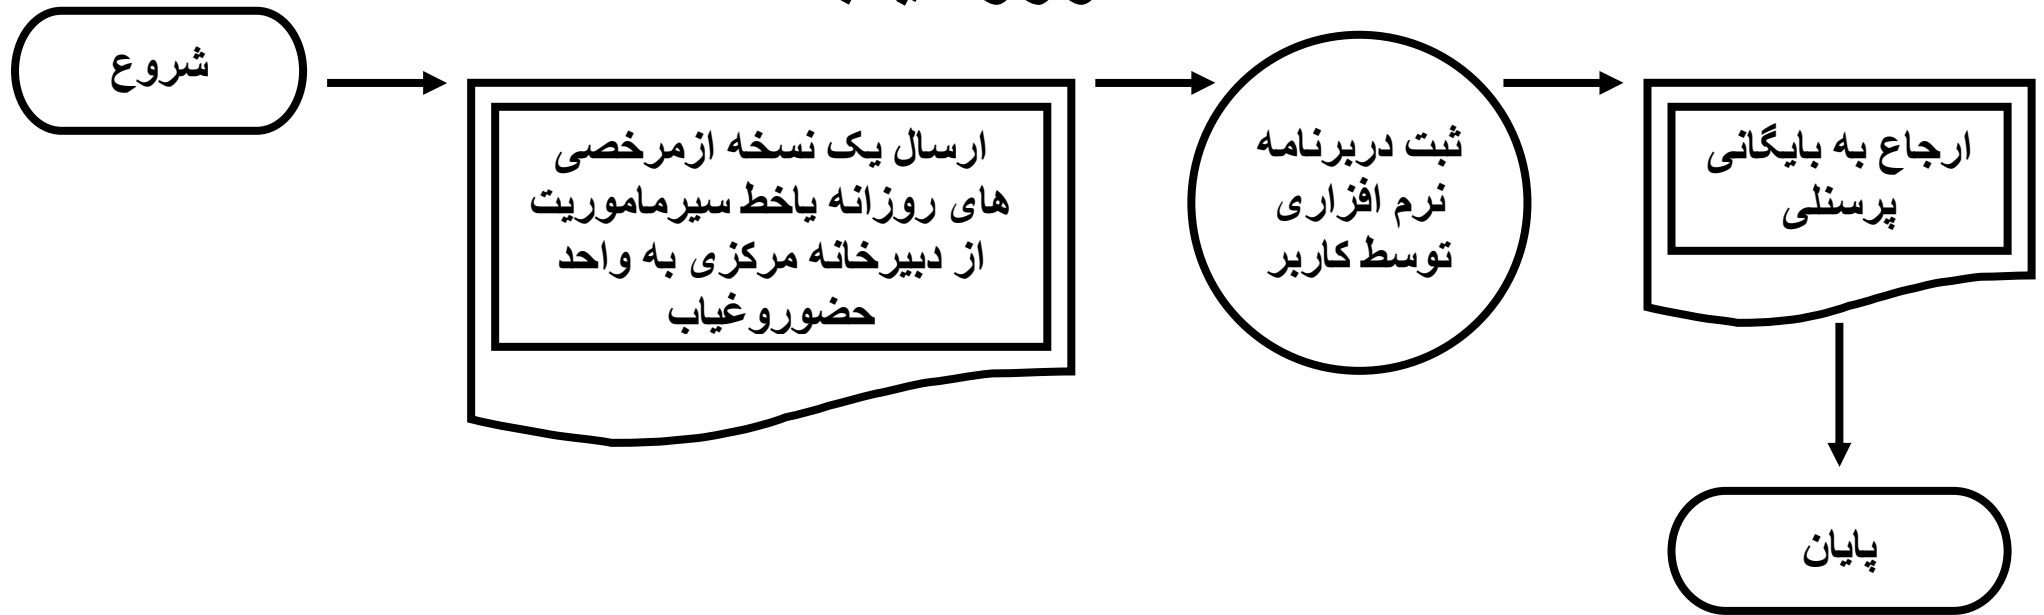 شروع
ارسال یک نسخه ازمرخصی
های روزانه یاخط سیرماموریت
از دبیرخانه مرکزی به واحد
حضوروغیاب
ثبت دربرنامه
نرم افزاری
توسط کاربر
ارجاع به بایگانی
پرسنلی
پایان